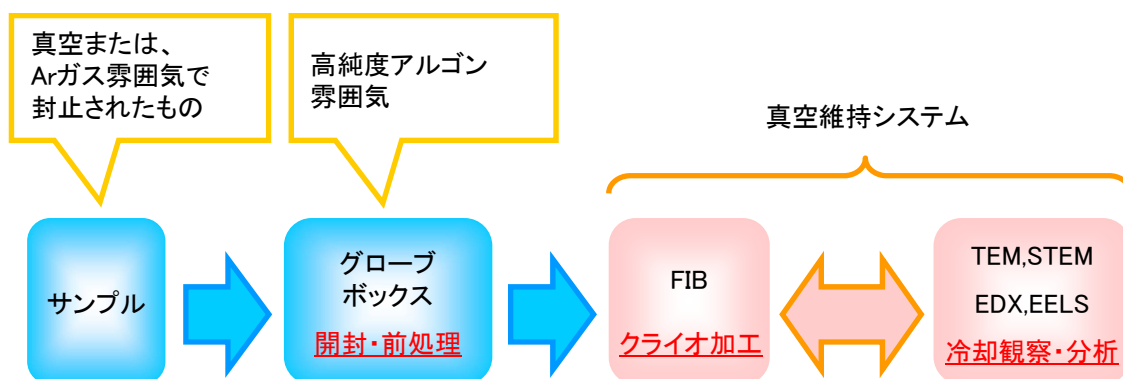 真空または、
Arガス雰囲気で
封止されたもの
高純度アルゴン
雰囲気
真空維持システム
サンプル
グローブ
ボックス
開封・前処理
FIB
クライオ加工
TEM,STEM
EDX,EELS
冷却観察・分析